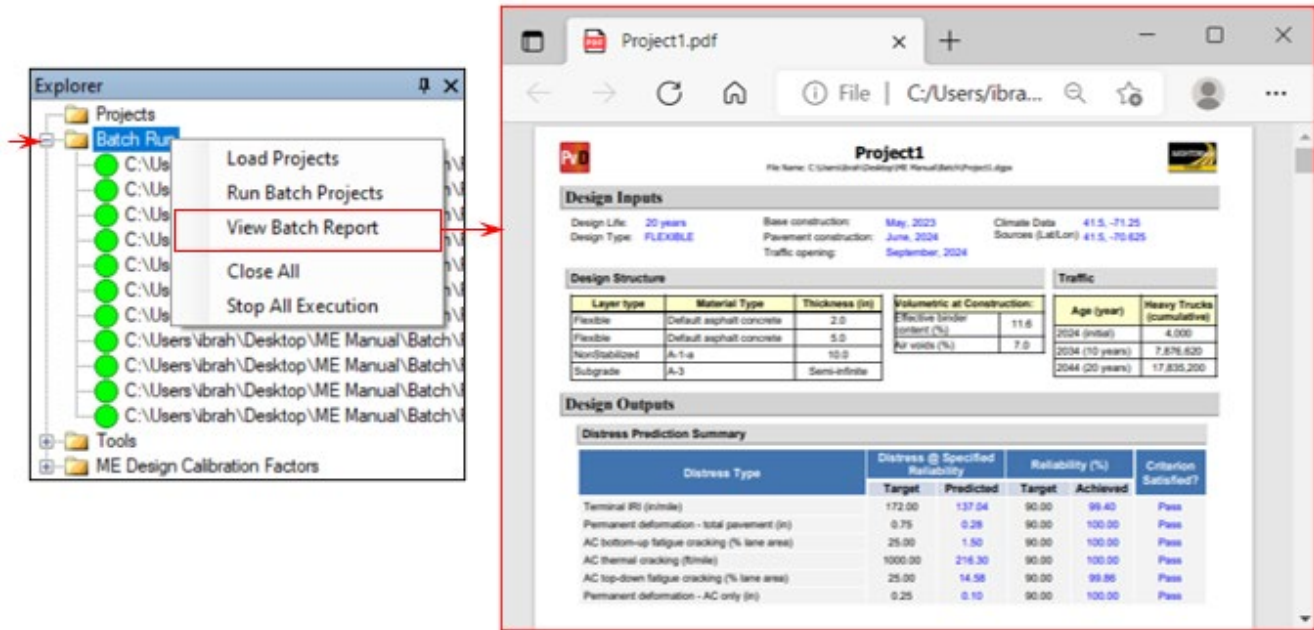 Explorer
Projects
Batch Run
C:\Us
C:\Us
C:\Us
C:\Us
C:\Us
C:\Us
C:\Us
C:\Users\ibrah\Desktop\ME Manual\Batch\
C:\Users\ibrah\Desktop\ME Manual\Batch\
C:\Users\ibrah\Desktop\ME Manual\Batch\
C:\Users\ibrah\Desktop\ME Manual\Batch\
Tools
ME Design Calibration Factors
Load Projects
Run Batch Projects
View Batch Report
Close All
Stop All Execution
Project1.pdf
File | C:/Users/ibra...
Project1
File Name: C:\Users\ibrah\Desktop\ME Manual\Batch\Project1.dgpx
Design Inputs
Design Life: 20 years Base construction: May, 2023 Climate Data 41.5, -71.25
Design Type: FLEXIBLE Pavement construction: June, 2024 Sources (Lat/Lon) 41.5, -70.625
Traffic opening: September, 2024
Design Structure
Layer type Material Type Thickness (in)
Flexible Default asphalt concrete 2.0
Flexible Default asphalt concrete 5.0
NonStabilized A-1-a 10.0
Subgrade A-3 Semi-infinite
Volumetric at Construction:
Effective binder content (%) 11.6
Air voids (%) 7.0
Traffic
Age (year) Heavy Trucks (cumulative)
2024 (initial) 4,000
2034 (10 years) 7,876,620
2044 (20 years) 17,835,200
Design Outputs
Distress Prediction Summary
Distress Type Distress @ Specified Reliability Reliability (%) Criterion Satisfied?
Target Predicted Target Achieved
Terminal IRI (in/mile) 172.00 137.04 90.00 99.40 Pass
Permanent deformation - total pavement (in) 0.75 0.28 90.00 100.00 Pass
AC bottom-up fatigue cracking (% lane area) 25.00 1.50 90.00 100.00 Pass
AC thermal cracking (ft/mile) 1000.00 216.30 90.00 100.00 Pass
AC top-down fatigue cracking (% lane area) 25.00 14.58 90.00 99.86 Pass
Permanent deformation - AC only (in) 0.25 0.10 90.00 100.00 Pass